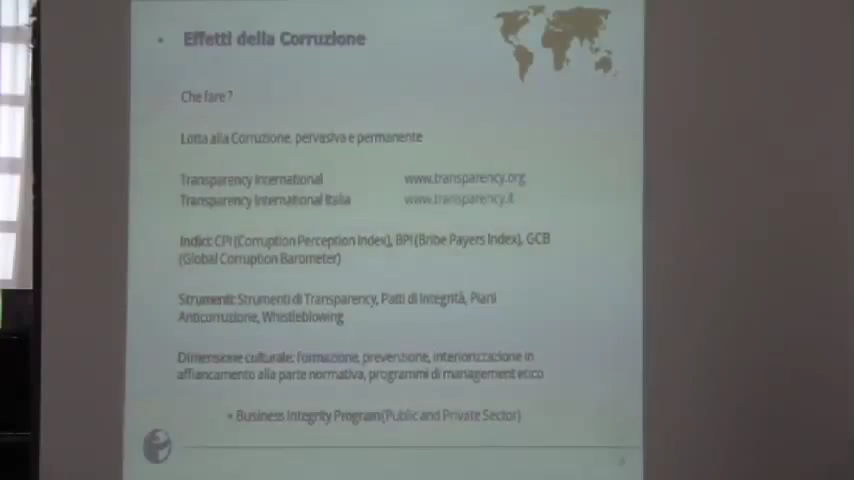 • Effetti della Corruzione
Che fare ?
Lotta alla Corruzione, pervasiva e permanente
Transparency International www.transparency.org
Transparency International Italia www.transparency.it
Indici: CPI (Corruption Perception Index), BPI (Bribe Payers Index), GCB
(Global Corruption Barometer)
Strumenti: Strumenti di Transparency, Patti di Integrità, Piani
Anticorruzione, Whistleblowing
Dimensione culturale: formazione, prevenzione, interiorizzazione in
affiancamento alla parte normativa, programmi di management etico
• Business Integrity Program (Public and Private Sector)